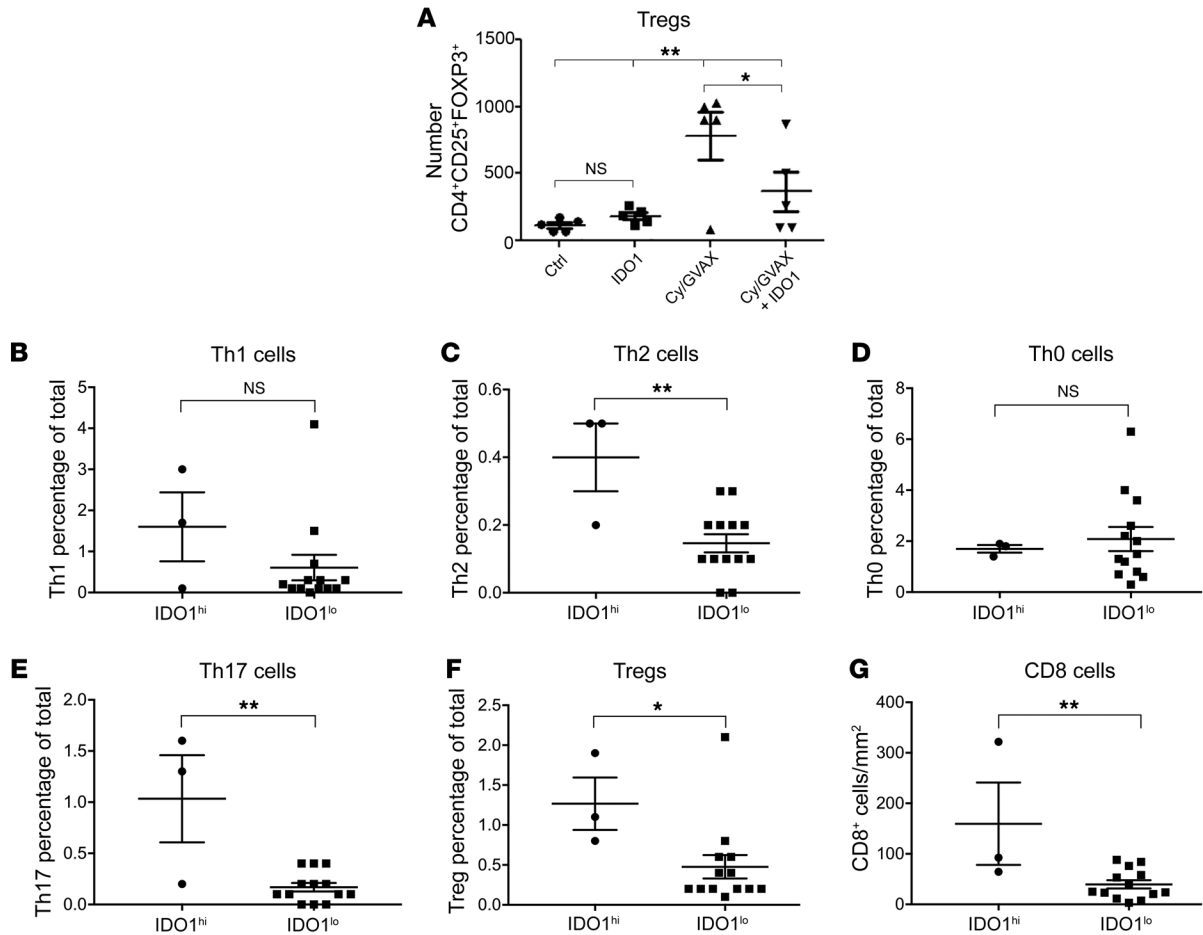 A
Tregs
Number
CD4⁺CD25⁺FOXP3⁺
1500
1000
500
0
**
*
NS
Ctrl
IDO1
Cy/GVAX
Cy/GVAX
+ IDO1
B
Th1 cells
Th1 percentage of total
5
4
3
2
1
0
NS
IDO1ʰⁱ
IDO1ˡᵒ
C
Th2 cells
Th2 percentage of total
0.6
0.4
0.2
0.0
**
IDO1ʰⁱ
IDO1ˡᵒ
D
Th0 cells
Th0 percentage of total
8
6
4
2
0
NS
IDO1ʰⁱ
IDO1ˡᵒ
E
Th17 cells
Th17 percentage of total
2.0
1.5
1.0
0.5
0.0
**
IDO1ʰⁱ
IDO1ˡᵒ
F
Tregs
Treg percentage of total
2.5
2.0
1.5
1.0
0.5
0.0
*
IDO1ʰⁱ
IDO1ˡᵒ
G
CD8 cells
CD8⁺ cells/mm²
400
300
200
100
0
**
IDO1ʰⁱ
IDO1ˡᵒ